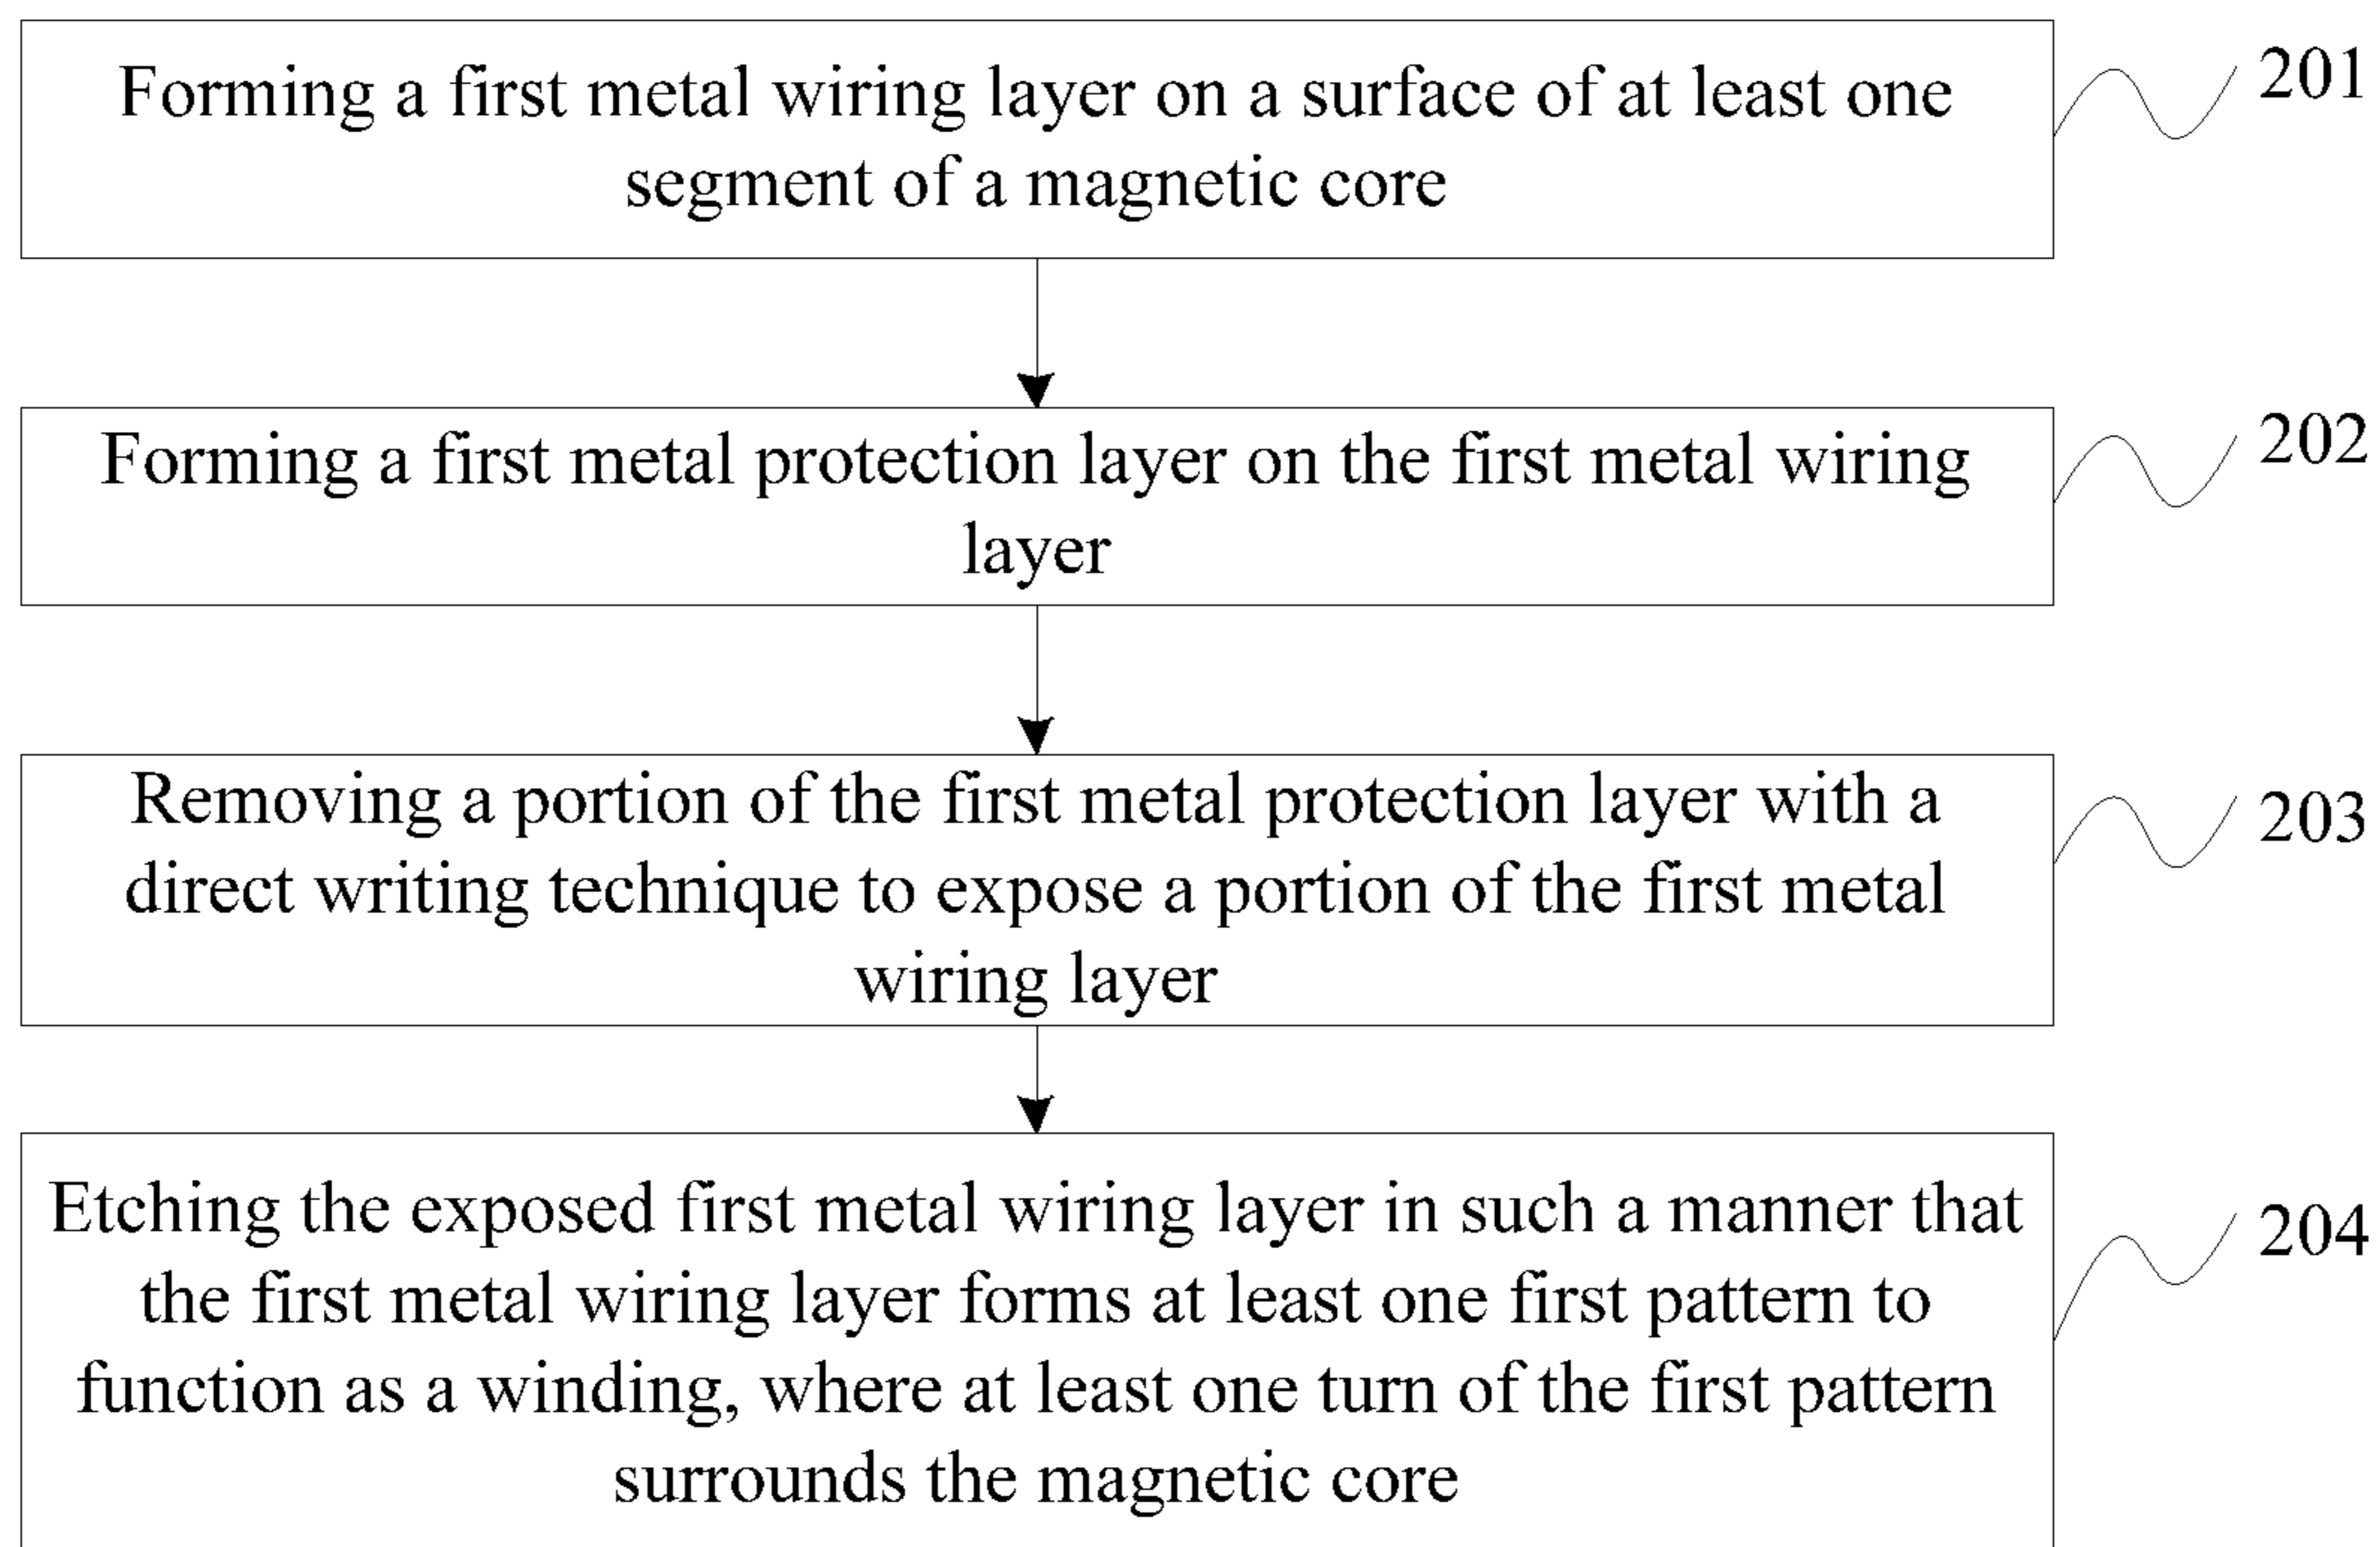 Forming a first metal wiring layer on a surface of at least one
segment of a magnetic core
201
Forming a first metal protection layer on the first metal wiring
layer
202
Removing a portion of the first metal protection layer with a
direct writing technique to expose a portion of the first metal
wiring layer
203
Etching the exposed first metal wiring layer in such a manner that
the first metal wiring layer forms at least one first pattern to
function as a winding, where at least one turn of the first pattern
surrounds the magnetic core
204